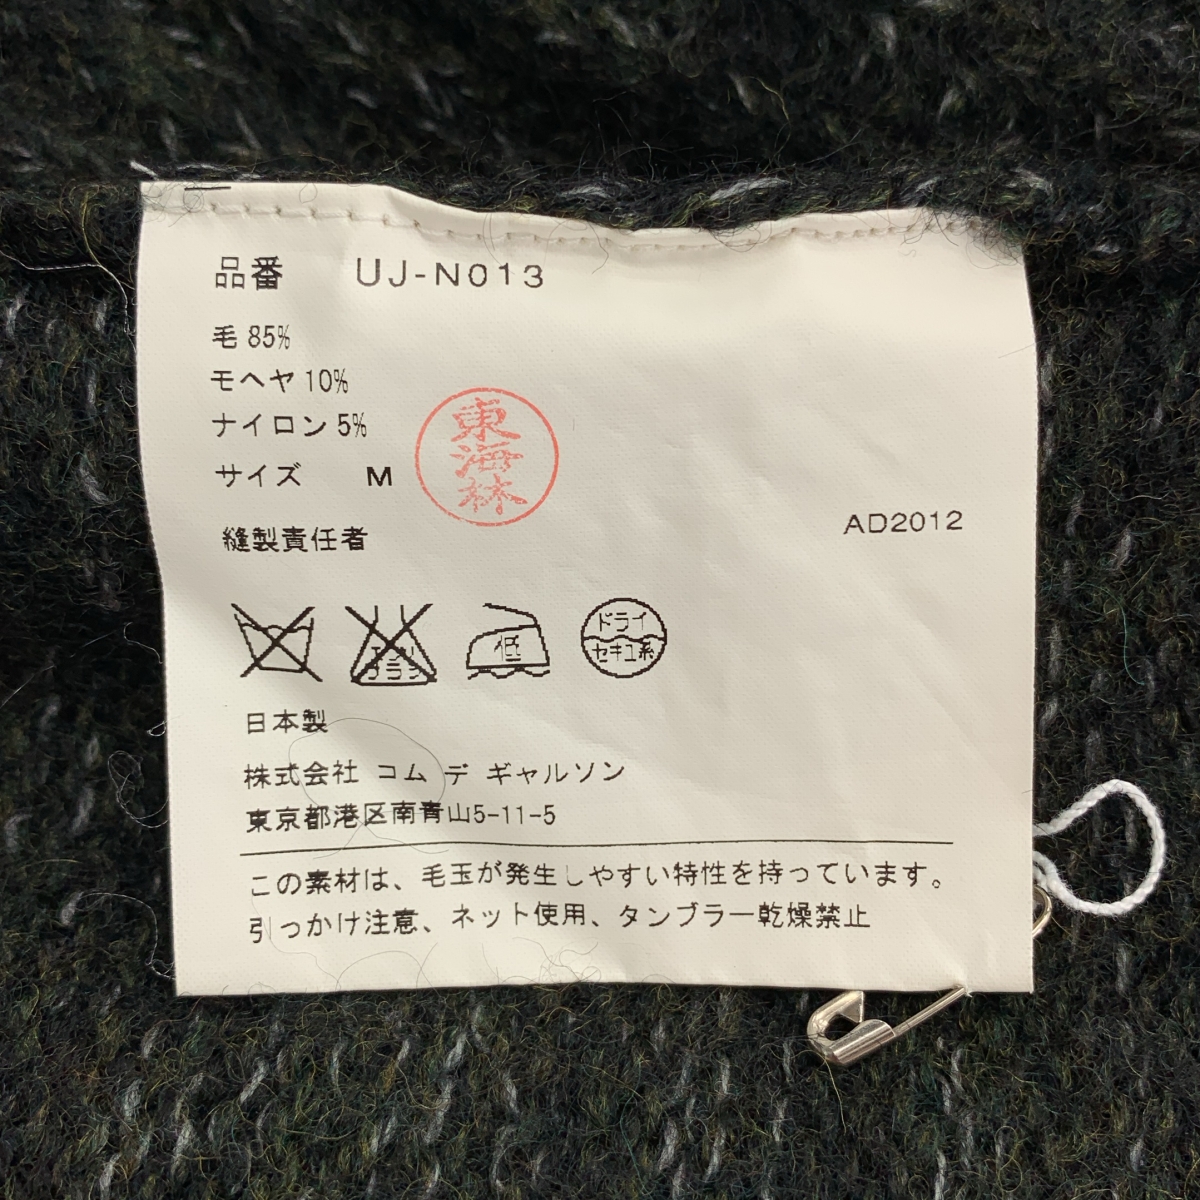 品番 UJ-N013
毛 85%
モヘヤ 10%
ナイロン 5%
サイズ M
東海林
縫製責任者
AD2012
低
ドライ
セキユ系
日本製
株式会社 コム デ ギャルソン
東京都港区南青山5-11-5
この素材は、毛玉が発生しやすい特性を持っています。
引っかけ注意、ネット使用、タンブラー乾燥禁止